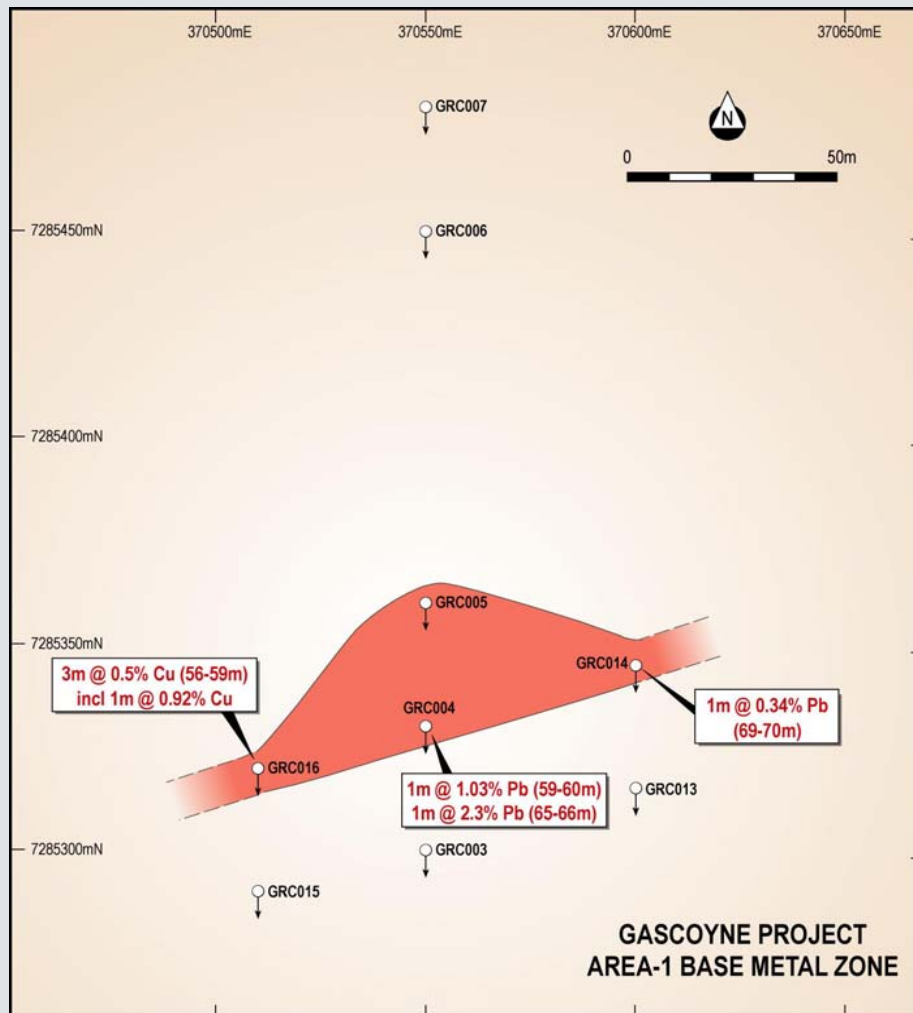 370500mE
370550mE
370600mE
370650mE
GRC007
N
0
50m
7285450mN
GRC006
7285400mN
GRC005
7285350mN
GRC014
3m @ 0.5% Cu (56-59m)
incl 1m @ 0.92% Cu
GRC004
1m @ 0.34% Pb
(69-70m)
GRC016
1m @ 1.03% Pb (59-60m)
1m @ 2.3% Pb (65-66m)
GRC013
7285300mN
GRC003
GRC015
GASCOYNE PROJECT
AREA-1 BASE METAL ZONE